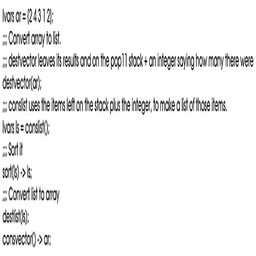 lvars ar = {2 4 3 1 2};
;;; Convert array to list.
;;; destvector leaves its results and on the pop11 stack + an integer saying how many there were
destvector(ar);
;;; conslist uses the items left on the stack plus the integer, to make a list of those items.
lvars ls = conslist();
;;; Sort it
sort(ls) -> ls;
;;; Convert list to array
destlist(ls);
consvector() -> ar;